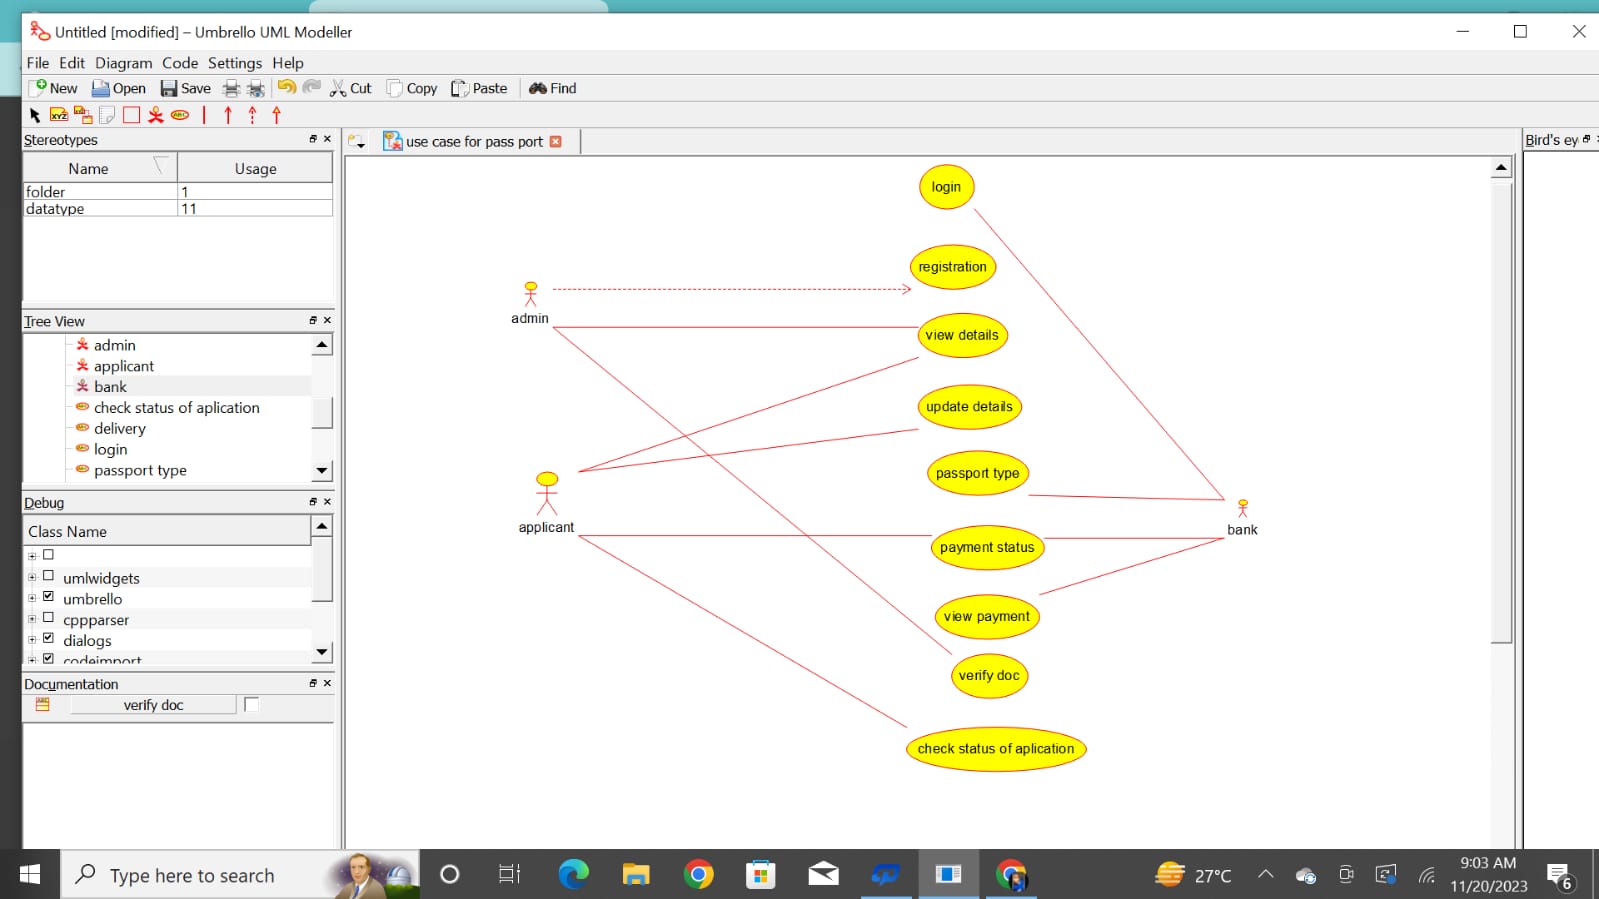 Untitled [modified] – Umbrello UML Modeller
File Edit Diagram Code Settings Help
New Open Save Cut Copy Paste Find
XYZ ABC
Stereotypes
Name Usage
folder 1
datatype 11
Tree View
admin
applicant
bank
check status of aplication
delivery
login
passport type
Debug
Class Name
umlwidgets
umbrello
cppparser
dialogs
codeimport
Documentation
verify doc
use case for pass port
Bird's ey
login
registration
admin
view details
update details
passport type
applicant
bank
payment status
view payment
verify doc
check status of aplication
Type here to search
27°C
9:03 AM
11/20/2023
6